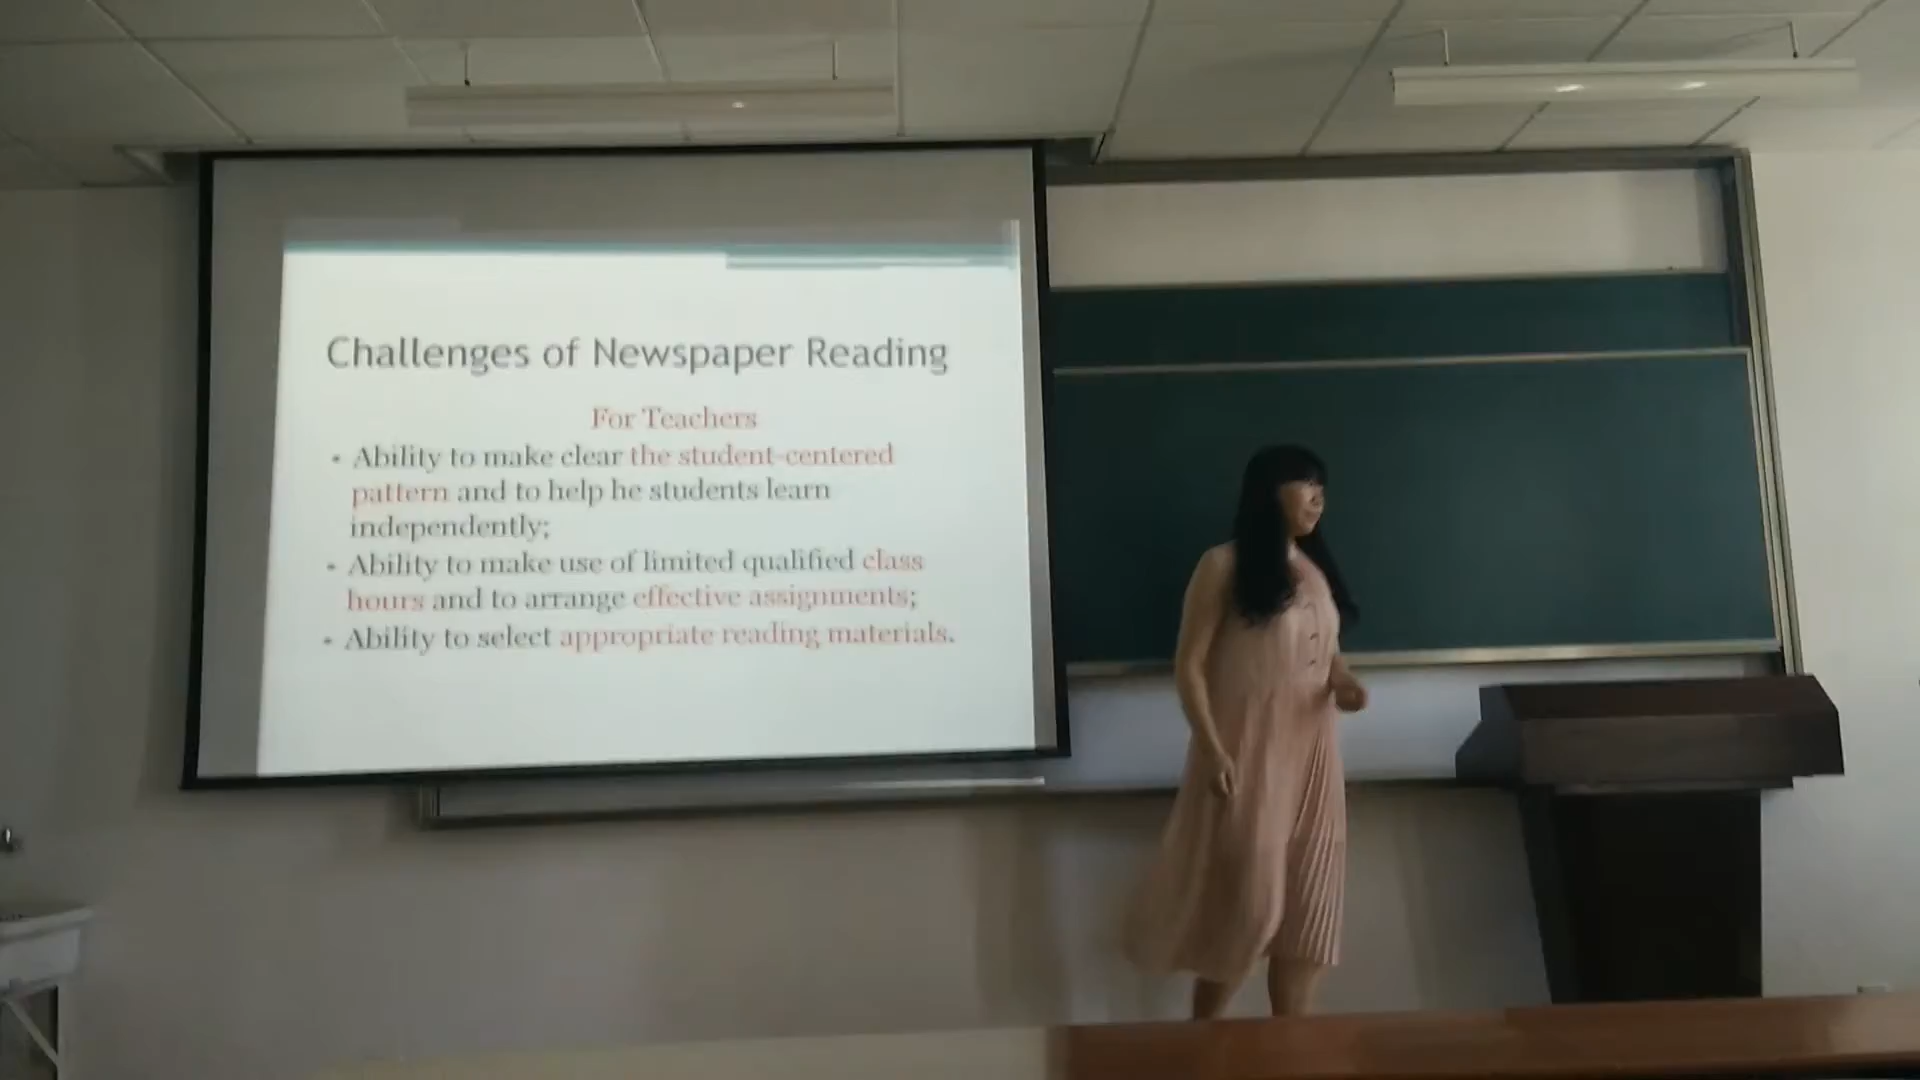 Challenges of Newspaper Reading
For Teachers
• Ability to make clear the student-centered
pattern and to help he students learn
independently;
• Ability to make use of limited qualified class
hours and to arrange effective assignments;
• Ability to select appropriate reading materials.